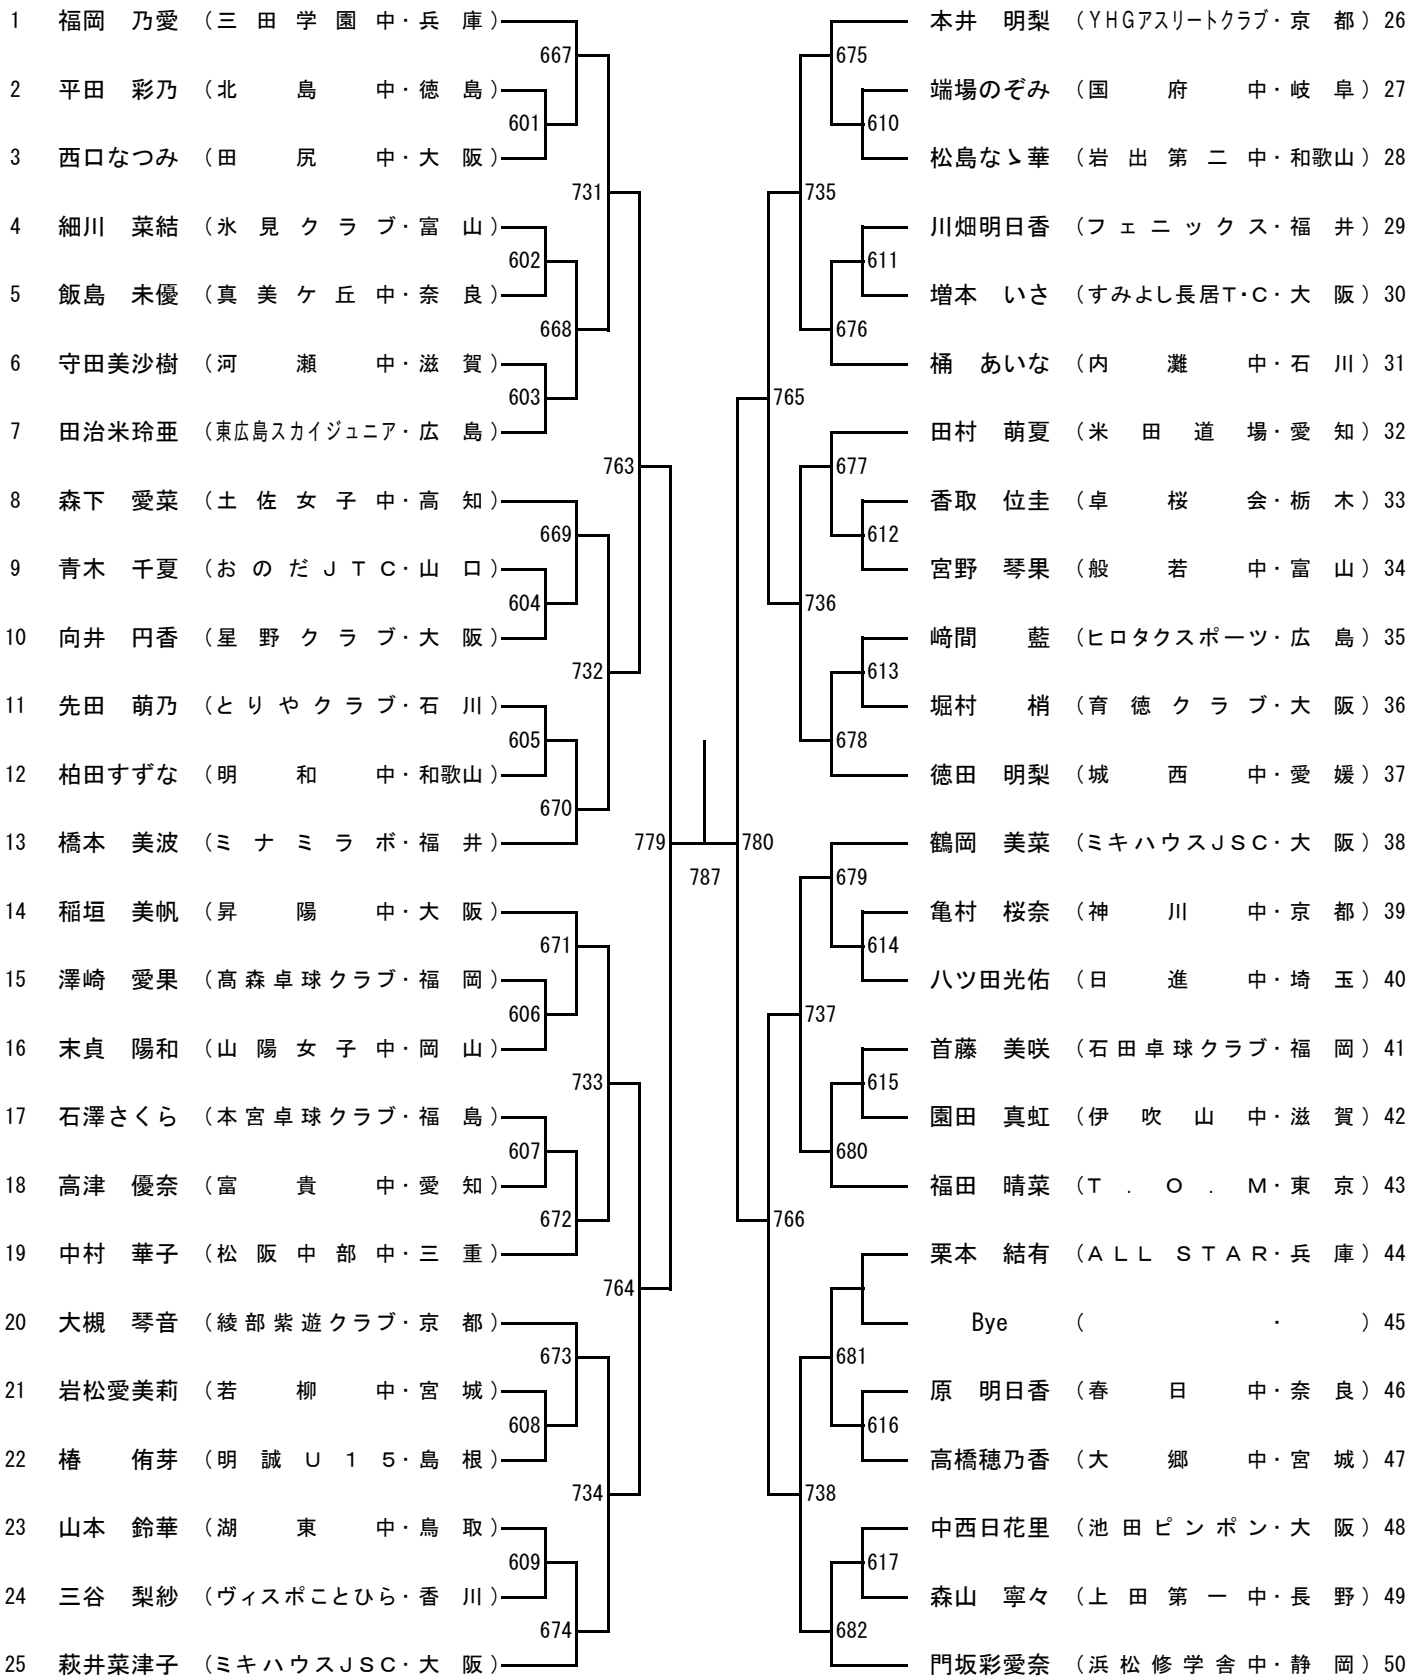 1 福岡 乃愛 (三田学園中・兵庫)
667
2 平田 彩乃 (北島中・徳島)
601
3 西口なつみ (田尻中・大阪)
731
4 細川 菜結 (氷見クラブ・富山)
602
5 飯島 未優 (真美ケ丘中・奈良)
668
6 守田美沙樹 (河瀬中・滋賀)
603
7 田治米玲亜 (東広島スカイジュニア・広島)
763
8 森下 愛菜 (土佐女子中・高知)
669
9 青木 千夏 (おのだJTC・山口)
604
10 向井 円香 (星野クラブ・大阪)
732
11 先田 萌乃 (とりやクラブ・石川)
605
12 柏田すずな (明和中・和歌山)
670
13 橋本 美波 (ミナミラボ・福井)
779
14 稲垣 美帆 (昇陽中・大阪)
671
15 澤崎 愛果 (髙森卓球クラブ・福岡)
606
16 末貞 陽和 (山陽女子中・岡山)
733
17 石澤さくら (本宮卓球クラブ・福島)
607
18 高津 優奈 (富貴中・愛知)
672
19 中村 華子 (松阪中部中・三重)
764
20 大槻 琴音 (綾部紫遊クラブ・京都)
673
21 岩松愛美莉 (若柳中・宮城)
608
22 椿 侑芽 (明誠U15・島根)
734
23 山本 鈴華 (湖東中・鳥取)
609
24 三谷 梨紗 (ヴィスポことひら・香川)
674
25 萩井菜津子 (ミキハウスJSC・大阪)
787
本井 明梨 (YHGアスリートクラブ・京都) 26
675
端場のぞみ (国府中・岐阜) 27
610
松島なゝ華 (岩出第二中・和歌山) 28
735
川畑明日香 (フェニックス・福井) 29
611
増本 いさ (すみよし長居T・C・大阪) 30
676
桶 あいな (内灘中・石川) 31
765
田村 萌夏 (米田道場・愛知) 32
677
香取 位圭 (卓桜会・栃木) 33
612
宮野 琴果 (般若中・富山) 34
736
﨑間 藍 (ヒロタクスポーツ・広島) 35
613
堀村 梢 (育徳クラブ・大阪) 36
678
徳田 明梨 (城西中・愛媛) 37
780
鶴岡 美菜 (ミキハウスJSC・大阪) 38
679
亀村 桜奈 (神川中・京都) 39
614
八ツ田光佑 (日進中・埼玉) 40
737
首藤 美咲 (石田卓球クラブ・福岡) 41
615
園田 真虹 (伊吹山中・滋賀) 42
680
福田 晴菜 (T.O.M・東京) 43
766
栗本 結有 (ALL STAR・兵庫) 44
Bye ( ・ ) 45
681
原 明日香 (春日中・奈良) 46
616
高橋穂乃香 (大郷中・宮城) 47
738
中西日花里 (池田ピンポン・大阪) 48
617
森山 寧々 (上田第一中・長野) 49
682
門坂彩愛奈 (浜松修学舎中・静岡) 50